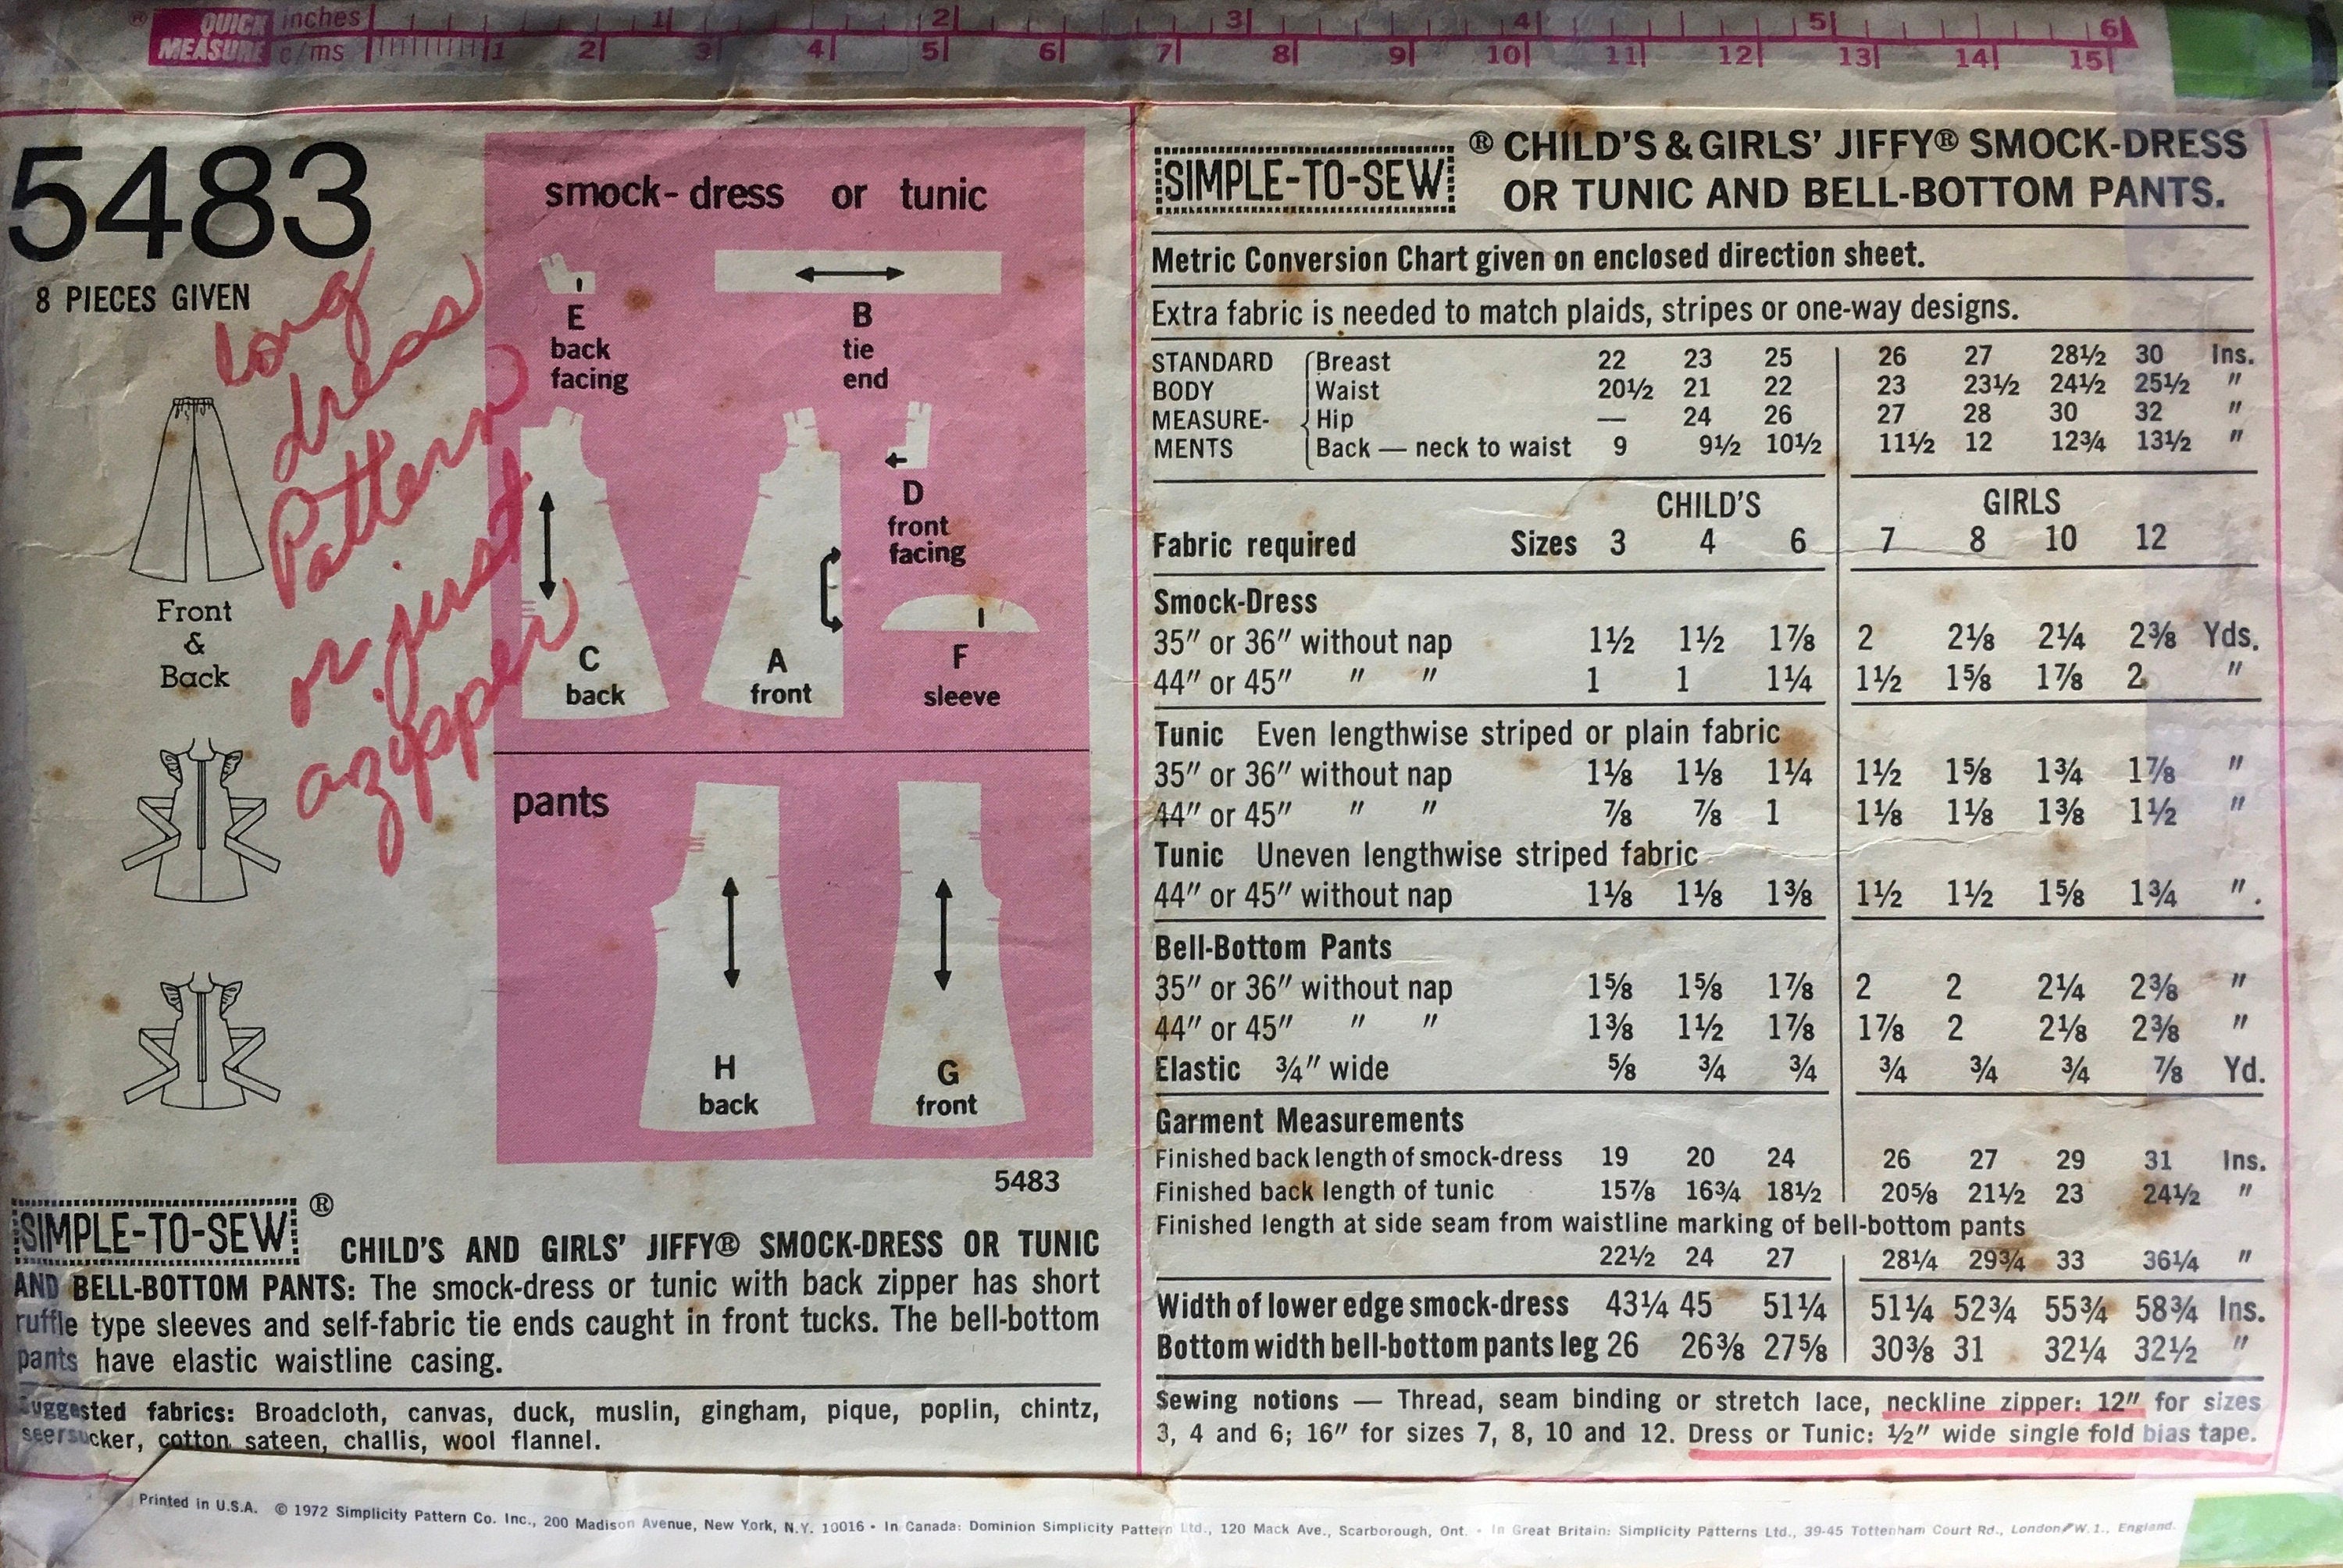 ® QUICK MEASURE inches 1 2 3 4 5 6
c/ms 1 2 3 4 5 6 7 8 9 10 11 12 13 14 15
5483
8 PIECES GIVEN
long
dress
Pattern
or just
a zipper
Front
&
Back
smock-dress or tunic
E
back
facing
B
tie
end
D
front
facing
C
back
A
front
F
sleeve
pants
H
back
G
front
5483
SIMPLE-TO-SEW ® CHILD'S AND GIRLS' JIFFY® SMOCK-DRESS OR TUNIC
AND BELL-BOTTOM PANTS: The smock-dress or tunic with back zipper has short
ruffle type sleeves and self-fabric tie ends caught in front tucks. The bell-bottom
pants have elastic waistline casing.
Suggested fabrics: Broadcloth, canvas, duck, muslin, gingham, pique, poplin, chintz,
seersucker, cotton sateen, challis, wool flannel.
SIMPLE-TO-SEW ® CHILD'S & GIRLS' JIFFY® SMOCK-DRESS
OR TUNIC AND BELL-BOTTOM PANTS.
Metric Conversion Chart given on enclosed direction sheet.
Extra fabric is needed to match plaids, stripes or one-way designs.
STANDARD Breast 22 23 25 26 27 28½ 30 Ins.
BODY Waist 20½ 21 22 23 23½ 24½ 25½ "
MEASURE- Hip — 24 26 27 28 30 32 "
MENTS Back — neck to waist 9 9½ 10½ 11½ 12 12¾ 13½ "
CHILD'S GIRLS
Fabric required Sizes 3 4 6 7 8 10 12
Smock-Dress
35" or 36" without nap 1½ 1½ 1⅞ 2 2⅛ 2¼ 2⅜ Yds.
44" or 45" " " 1 1 1¼ 1½ 1⅝ 1⅞ 2 "
Tunic Even lengthwise striped or plain fabric
35" or 36" without nap 1⅛ 1⅛ 1¼ 1½ 1⅝ 1¾ 1⅞ "
44" or 45" " " ⅞ ⅞ 1 1⅛ 1⅛ 1⅜ 1½ "
Tunic Uneven lengthwise striped fabric
44" or 45" without nap 1⅛ 1⅛ 1⅜ 1½ 1½ 1⅝ 1¾ ".
Bell-Bottom Pants
35" or 36" without nap 1⅝ 1⅝ 1⅞ 2 2 2¼ 2⅜ "
44" or 45" " " 1⅜ 1½ 1⅞ 1⅞ 2 2⅛ 2⅜ "
Elastic ¾" wide ⅝ ¾ ¾ ¾ ¾ ¾ ⅞ Yd.
Garment Measurements
Finished back length of smock-dress 19 20 24 26 27 29 31 Ins.
Finished back length of tunic 15⅞ 16¾ 18½ 20⅝ 21½ 23 24½ "
Finished length at side seam from waistline marking of bell-bottom pants
22½ 24 27 28¼ 29¾ 33 36¼ "
Width of lower edge smock-dress 43¼ 45 51¼ 51¼ 52¾ 55¾ 58¾ Ins.
Bottom width bell-bottom pants leg 26 26⅜ 27⅝ 30⅜ 31 32¼ 32½ "
Sewing notions — Thread, seam binding or stretch lace, neckline zipper: 12" for sizes
3, 4 and 6; 16" for sizes 7, 8, 10 and 12. Dress or Tunic: ½" wide single fold bias tape.
Printed in U.S.A. © 1972 Simplicity Pattern Co. Inc., 200 Madison Avenue, New York, N.Y. 10016 • In Canada: Dominion Simplicity Pattern Ltd., 120 Mack Ave., Scarborough, Ont. • In Great Britain: Simplicity Patterns Ltd., 39-45 Tottenham Court Rd., London W.1., England.